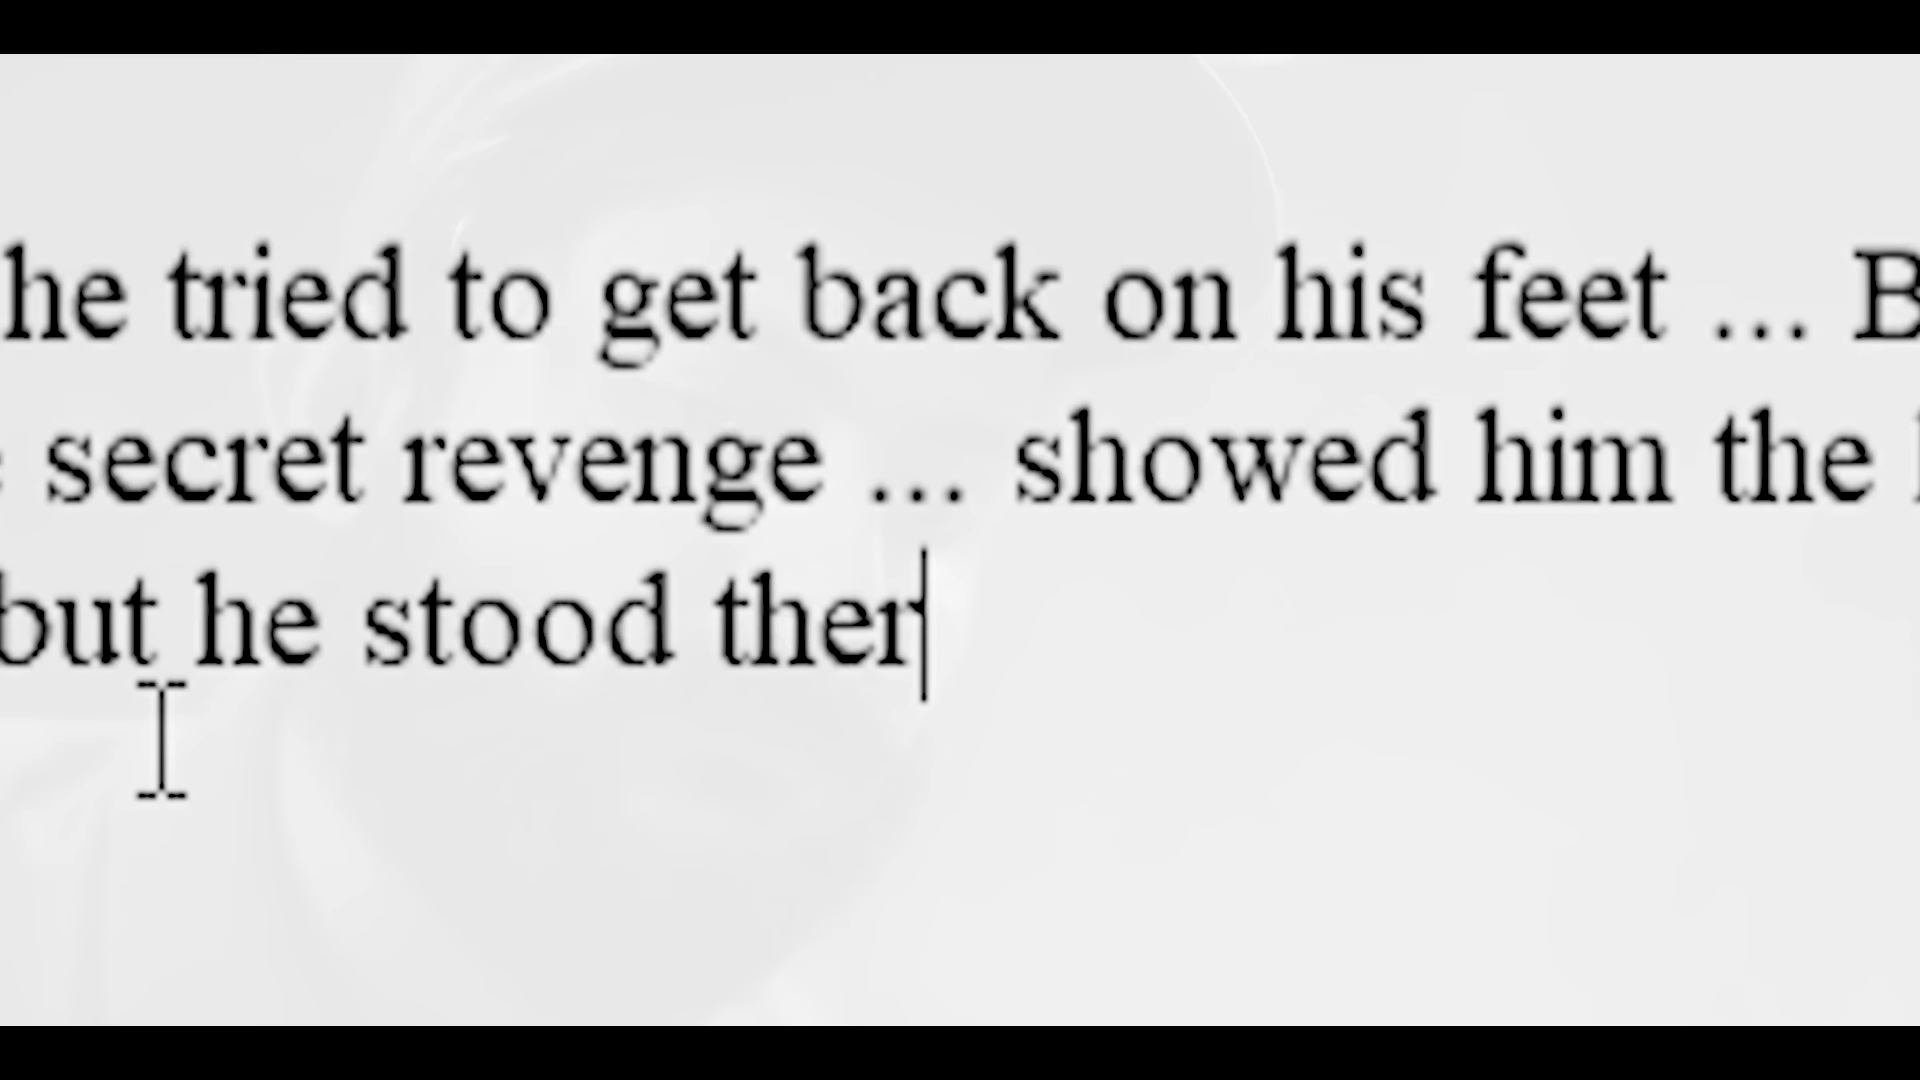 he tried to get back on his feet ... B
secret revenge ... showed him the
but he stood ther